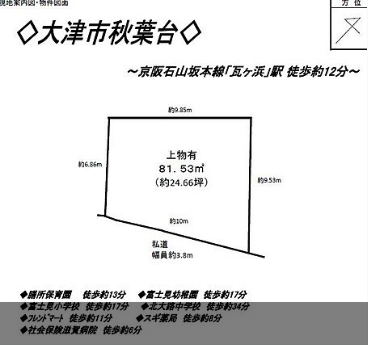 現地案内図・物件図面
方位
◇大津市秋葉台◇
～京阪石山坂本線「瓦ヶ浜」駅 徒歩約12分～
約9.85m
約6.86m
上物有
81.53㎡
(約24.66坪)
約9.53m
約10m
私道
幅員約3.8m
◆膳所保育園 徒歩約13分 ◆富士見幼稚園 徒歩約17分
◆富士見小学校 徒歩約17分 ◆北大路中学校 徒歩約34分
◆フレンドマート 徒歩約11分 ◆スギ薬局 徒歩約8分
◆社会保険滋賀病院 徒歩約6分